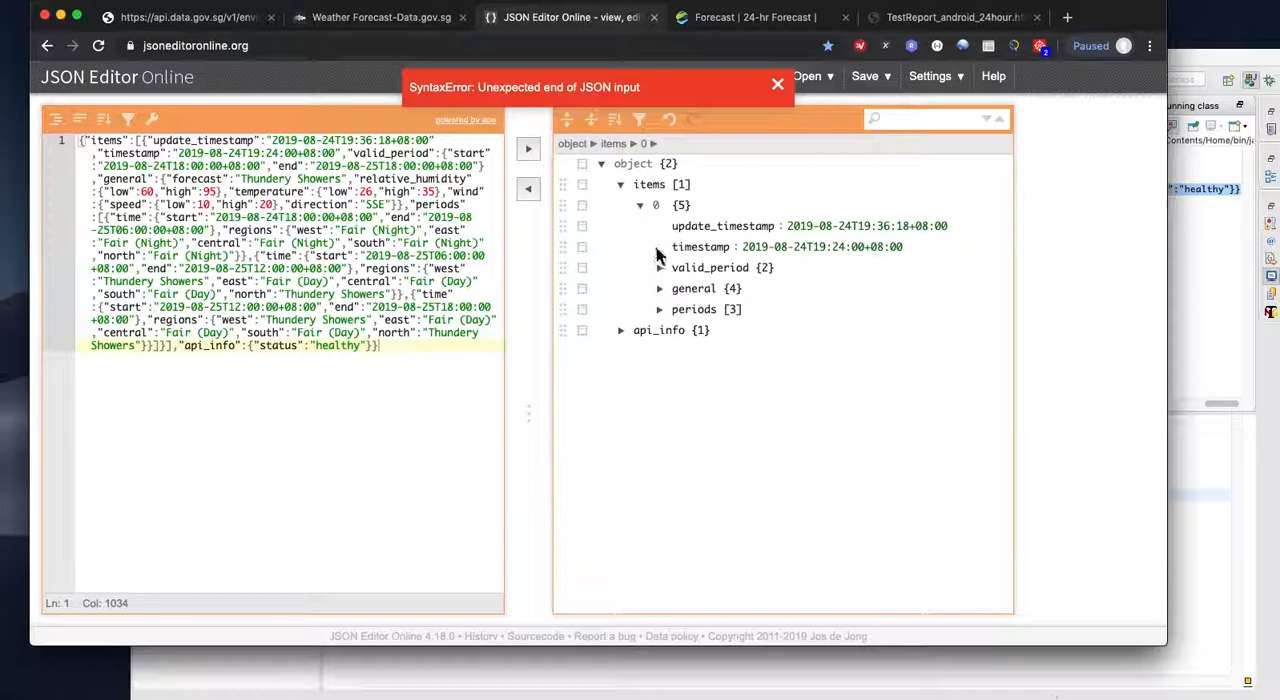 https://api.data.gov.sg/v1/envi
Weather Forecast-Data.gov.sg
{} JSON Editor Online - view, edi
Forecast | 24-hr Forecast |
TestReport_android_24hour.ht
jsoneditoronline.org
Paused
JSON Editor Online
SyntaxError: Unexpected end of JSON input
Open
Save
Settings
Help
powered by ace
1
{"items":[{"update_timestamp":"2019-08-24T19:36:18+08:00"
,"timestamp":"2019-08-24T19:24:00+08:00","valid_period":{"start"
:"2019-08-24T18:00:00+08:00","end":"2019-08-25T18:00:00+08:00"}
,"general":{"forecast":"Thundery Showers","relative_humidity"
:{"low":60,"high":95},"temperature":{"low":26,"high":35},"wind"
:{"speed":{"low":10,"high":20},"direction":"SSE"}},"periods"
:[{"time":{"start":"2019-08-24T18:00:00+08:00","end":"2019-08
-25T06:00:00+08:00"},"regions":{"west":"Fair (Night)","east"
:"Fair (Night)","central":"Fair (Night)","south":"Fair (Night)"
,"north":"Fair (Night)"}},{"time":{"start":"2019-08-25T06:00:00
+08:00","end":"2019-08-25T12:00:00+08:00"},"regions":{"west"
:"Thundery Showers","east":"Fair (Day)","central":"Fair (Day)"
,"south":"Fair (Day)","north":"Thundery Showers"}},{"time"
:{"start":"2019-08-25T12:00:00+08:00","end":"2019-08-25T18:00:00
+08:00"},"regions":{"west":"Thundery Showers","east":"Fair (Day)"
,"central":"Fair (Day)","south":"Fair (Day)","north":"Thundery
Showers"}}]}],"api_info":{"status":"healthy"}}
object ▶ items ▶ 0 ▶
object {2}
items [1]
0 {5}
update_timestamp : 2019-08-24T19:36:18+08:00
timestamp : 2019-08-24T19:24:00+08:00
valid_period {2}
general {4}
periods [3]
api_info {1}
Ln: 1 Col: 1034
JSON Editor Online 4.18.0 • History • Sourcecode • Report a bug • Data policy • Copyright 2011-2019 Jos de Jong
unning class
:"healthy"}}